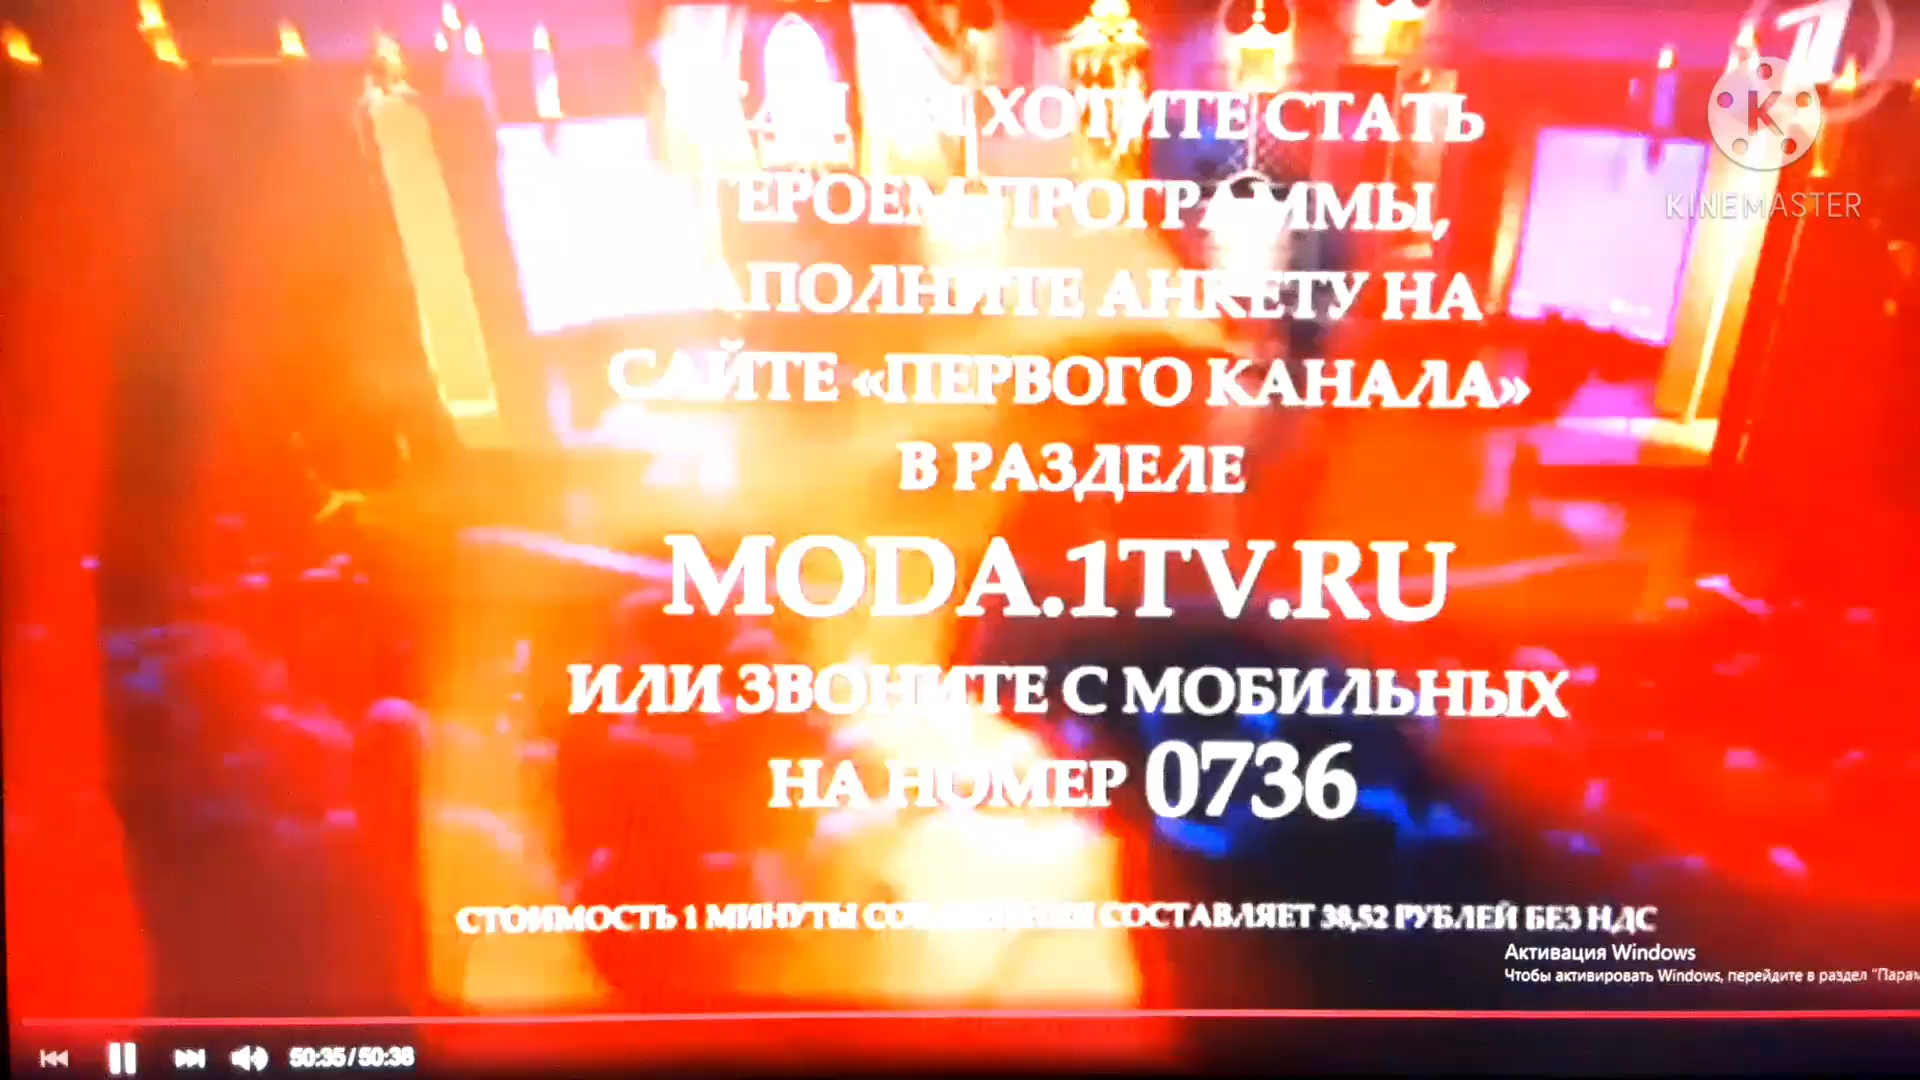 ХОТИТЕ СТАТЬ
ГЕРОЕМ ПРОГРАММЫ,
ЗАПОЛНИТЕ АНКЕТУ НА
САЙТЕ «ПЕРВОГО КАНАЛА»
В РАЗДЕЛЕ
MODA.1TV.RU
ИЛИ ЗВОНИТЕ С МОБИЛЬНЫХ
НА НОМЕР 0736
СТОИМОСТЬ 1 МИНУТЫ СОЕДИНЕНИЯ СОСТАВЛЯЕТ 38,52 РУБЛЕЙ БЕЗ НДС
K
KINEMASTER
Активация Windows
Чтобы активировать Windows, перейдите в раздел "Парам
50:35/50:38